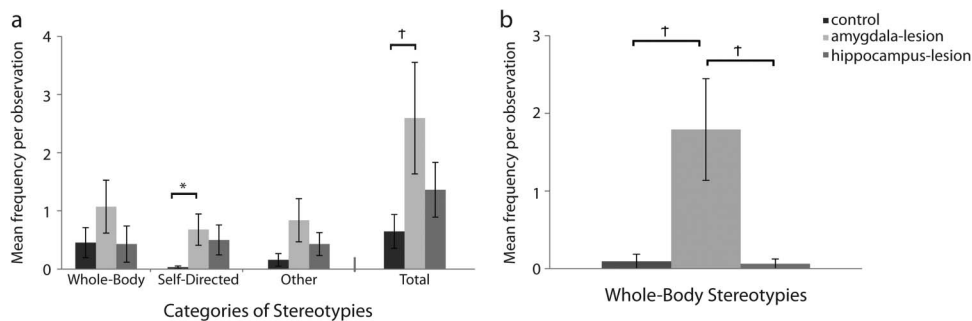 a
Mean frequency per observation
4
3
2
1
0
*
†
Whole-Body Self-Directed Other Total
Categories of Stereotypies
b
Mean frequency per observation
3
2
1
0
† †
Whole-Body Stereotypies
control
amygdala-lesion
hippocampus-lesion